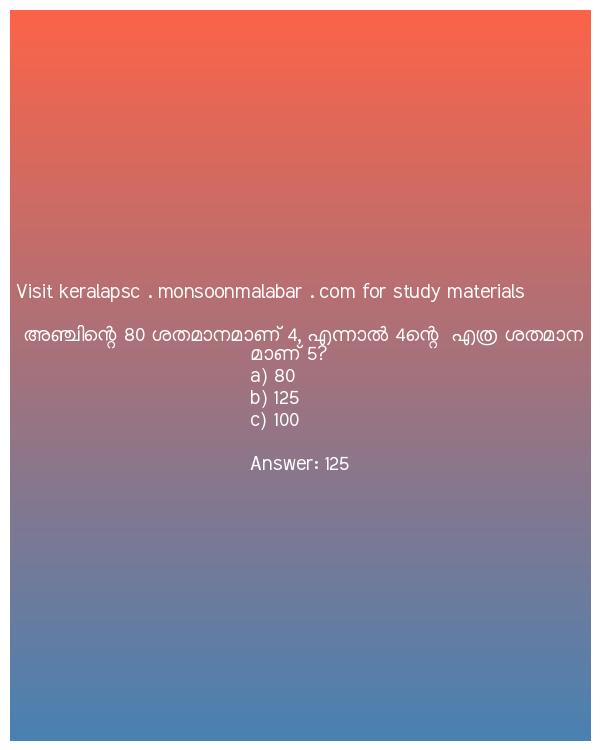 Visit keralapsc . monsoonmalabar . com for study materials
അഞ്ചിന്റെ 80 ശതമാനമാണ് 4, എന്നാൽ 4ന്റെ എത്ര ശതമാന
മാണ് 5?
a) 80
b) 125
c) 100
Answer: 125